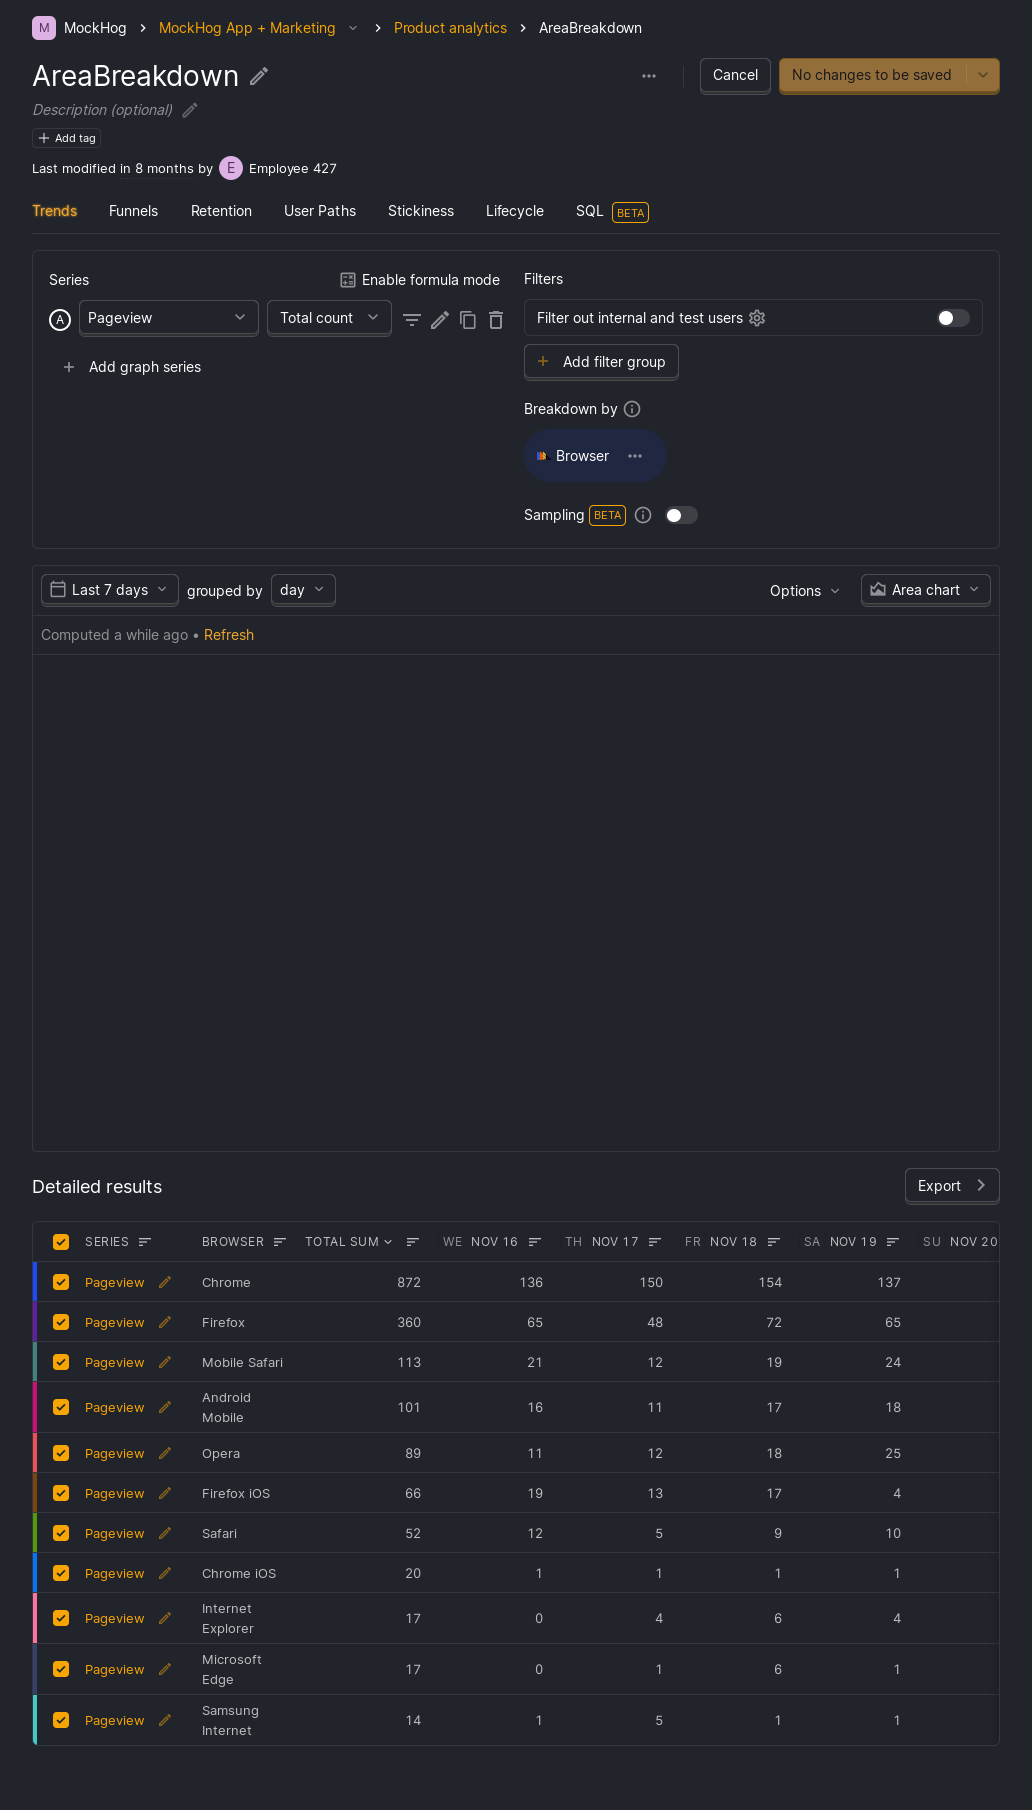 M MockHog MockHog App + Marketing Product analytics AreaBreakdown
AreaBreakdown
Cancel
No changes to be saved
Description (optional)
Add tag
Last modified in 8 months by E Employee 427
Trends Funnels Retention User Paths Stickiness Lifecycle SQL BETA
Series
Enable formula mode
A Pageview Total count
Add graph series
Filters
Filter out internal and test users
Add filter group
Breakdown by
Browser
Sampling BETA
Last 7 days grouped by day
Options Area chart
Computed a while ago • Refresh
Detailed results
Export
SERIES BROWSER TOTAL SUM WE NOV 16 TH NOV 17 FR NOV 18 SA NOV 19 SU NOV 20
Pageview Chrome 872 136 150 154 137
Pageview Firefox 360 65 48 72 65
Pageview Mobile Safari 113 21 12 19 24
Pageview Android Mobile 101 16 11 17 18
Pageview Opera 89 11 12 18 25
Pageview Firefox iOS 66 19 13 17 4
Pageview Safari 52 12 5 9 10
Pageview Chrome iOS 20 1 1 1 1
Pageview Internet Explorer 17 0 4 6 4
Pageview Microsoft Edge 17 0 1 6 1
Pageview Samsung Internet 14 1 5 1 1